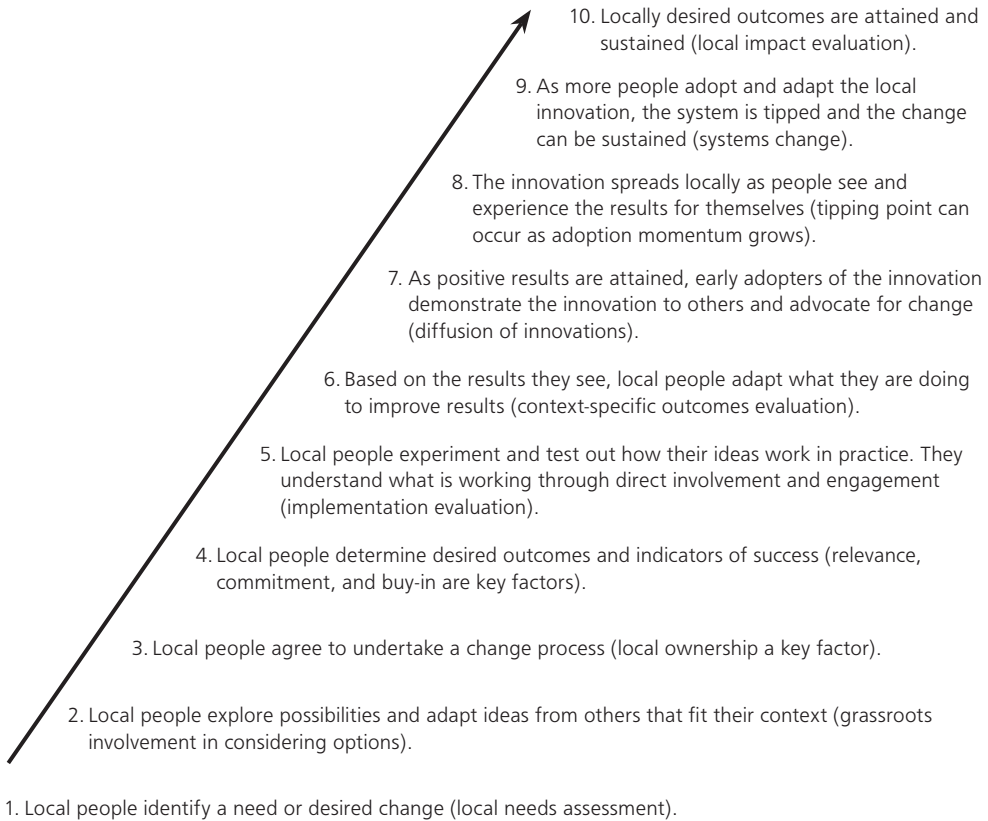 10. Locally desired outcomes are attained and
sustained (local impact evaluation).
9. As more people adopt and adapt the local
innovation, the system is tipped and the change
can be sustained (systems change).
8. The innovation spreads locally as people see and
experience the results for themselves (tipping point can
occur as adoption momentum grows).
7. As positive results are attained, early adopters of the innovation
demonstrate the innovation to others and advocate for change
(diffusion of innovations).
6. Based on the results they see, local people adapt what they are doing
to improve results (context-specific outcomes evaluation).
5. Local people experiment and test out how their ideas work in practice. They
understand what is working through direct involvement and engagement
(implementation evaluation).
4. Local people determine desired outcomes and indicators of success (relevance,
commitment, and buy-in are key factors).
3. Local people agree to undertake a change process (local ownership a key factor).
2. Local people explore possibilities and adapt ideas from others that fit their context (grassroots
involvement in considering options).
1. Local people identify a need or desired change (local needs assessment).